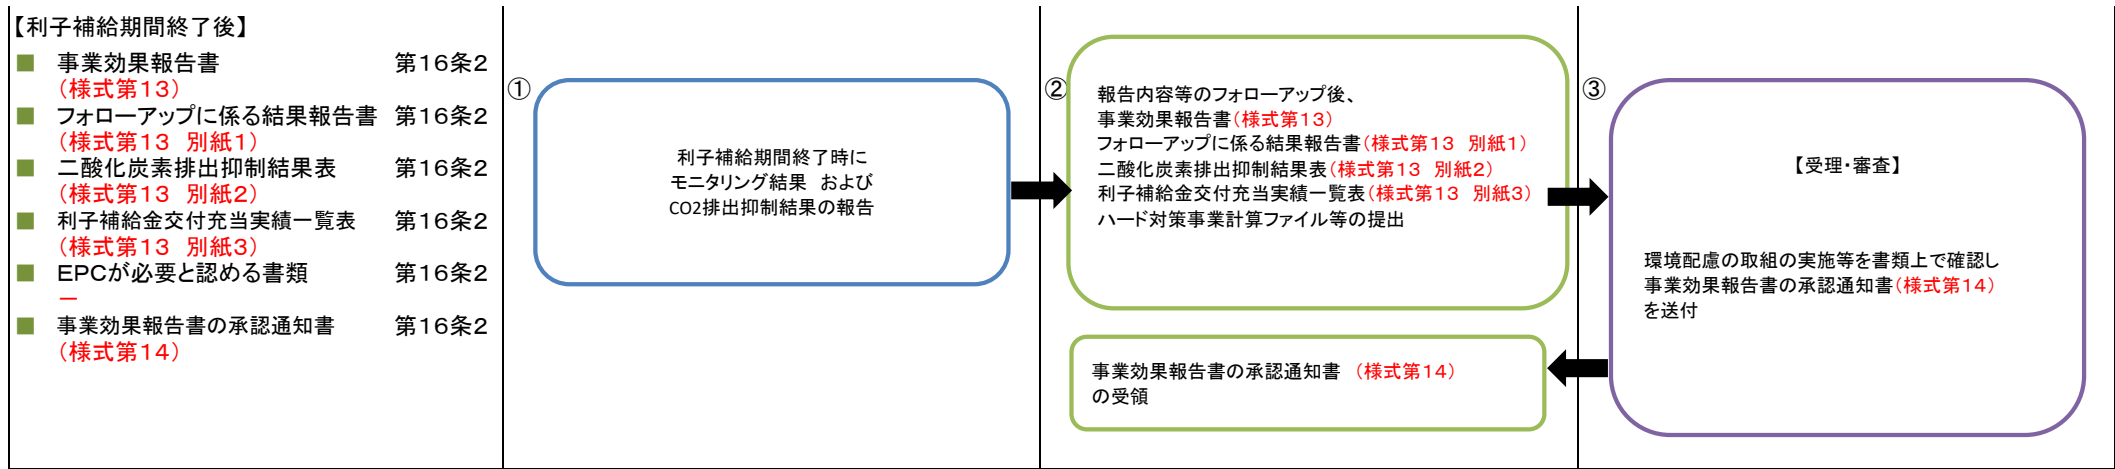 【利子補給期間終了後】
■ 事業効果報告書 第16条2
（様式第13）
■ フォローアップに係る結果報告書 第16条2
（様式第13 別紙1）
■ 二酸化炭素排出抑制結果表 第16条2
（様式第13 別紙2）
■ 利子補給金交付充当実績一覧表 第16条2
（様式第13 別紙3）
■ EPCが必要と認める書類 第16条2
－
■ 事業効果報告書の承認通知書 第16条2
（様式第14）
①
利子補給期間終了時に
モニタリング結果 および
CO2排出抑制結果の報告
②
報告内容等のフォローアップ後、
事業効果報告書（様式第13）
フォローアップに係る結果報告書（様式第13 別紙1）
二酸化炭素排出抑制結果表（様式第13 別紙2）
利子補給金交付充当実績一覧表（様式第13 別紙3）
ハード対策事業計算ファイル等の提出
事業効果報告書の承認通知書 （様式第14）
の受領
③
【受理・審査】
環境配慮の取組の実施等を書類上で確認し
事業効果報告書の承認通知書（様式第14）
を送付